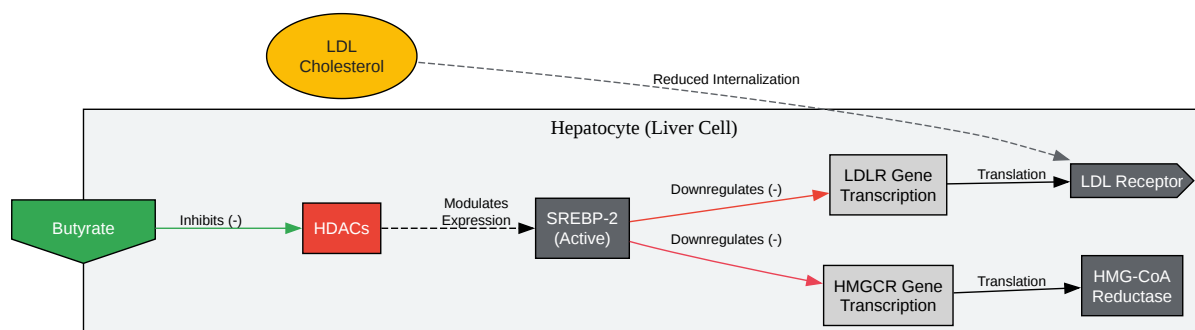 LDL
Cholesterol
Reduced Internalization
Hepatocyte (Liver Cell)
Butyrate
Inhibits (-)
HDACs
Modulates
Expression
SREBP-2
(Active)
Downregulates (-)
LDLR Gene
Transcription
Translation
LDL Receptor
Downregulates (-)
HMGCR Gene
Transcription
Translation
HMG-CoA
Reductase